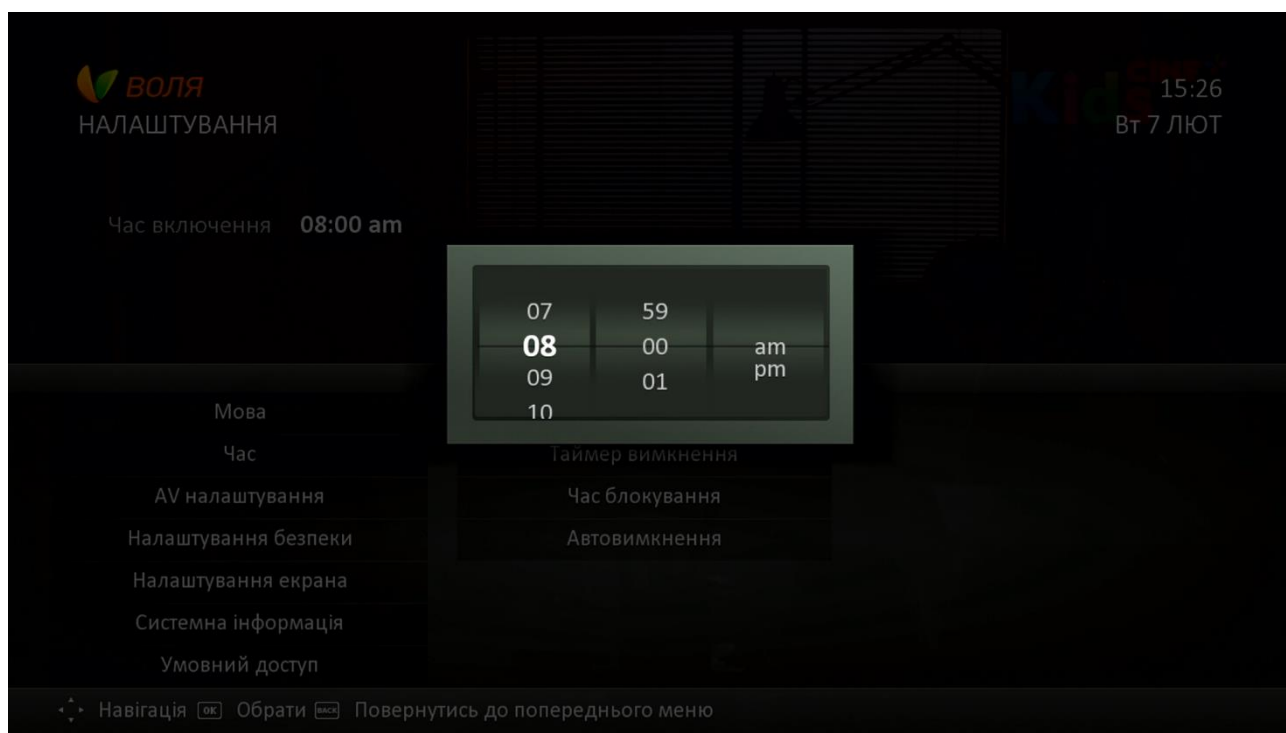 ВОЛЯ
НАЛАШТУВАННЯ
Kids
CINE+
15:26
Вт 7 ЛЮТ
Час включення 08:00 am
07 59
08 00 am
09 01 pm
10
Мова
Час
AV налаштування
Налаштування безпеки
Налаштування екрана
Системна інформація
Умовний доступ
Таймер вимкнення
Час блокування
Автовимкнення
Навігація OK Обрати BACK Повернутись до попереднього меню